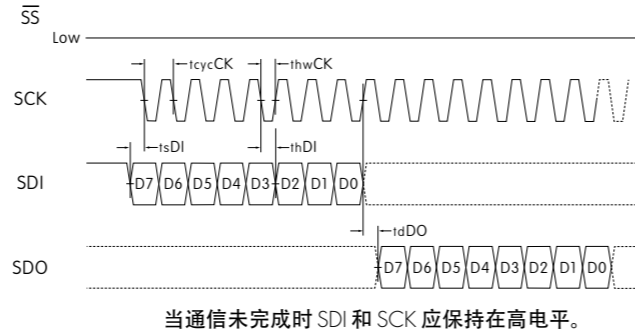 SS
Low
SCK
tcycCK
thwCK
tsDI
thDI
SDI
D7 D6 D5 D4 D3 D2 D1 D0
tdDO
SDO
D7 D6 D5 D4 D3 D2 D1 D0
当通信未完成时 SDI 和 SCK 应保持在高电平。